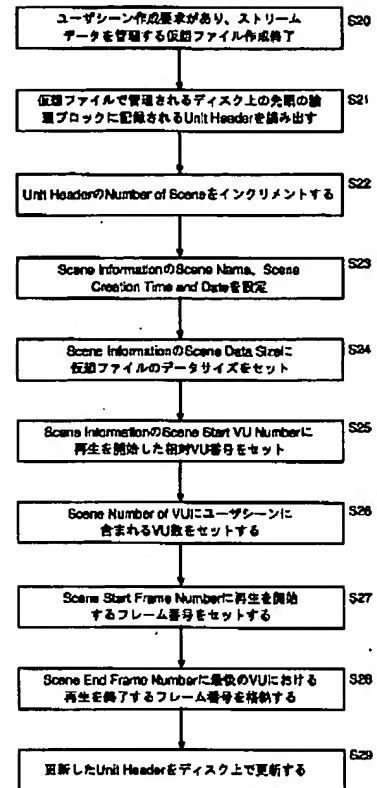 S20
ユーザシーン作成要求があり、ストリーム
データを管理する仮想ファイル作成終了
S21
仮想ファイルで管理されるディスク上の先頭の論
理ブロックに記録されるUnit Headerを読み出す
S22
Unit HeaderのNumber of Sceneをインクリメントする
S23
Scene InformationのScene Name、Scene
Creation Time and Dateを設定
S24
Scene InformationのScene Data Sizeに
仮想ファイルのデータサイズをセット
S25
Scene InformationのScene Start VU Numberに
再生を開始した相対VU番号をセット
S26
Scene Number of VUにユーザシーンに
含まれるVU数をセットする
S27
Scene Start Frame Numberに再生を開始
するフレーム番号をセットする
S28
Scene End Frame Numberに最後のVUにおける
再生を終了するフレーム番号を格納する
S29
更新したUnit Headerをディスク上で更新する